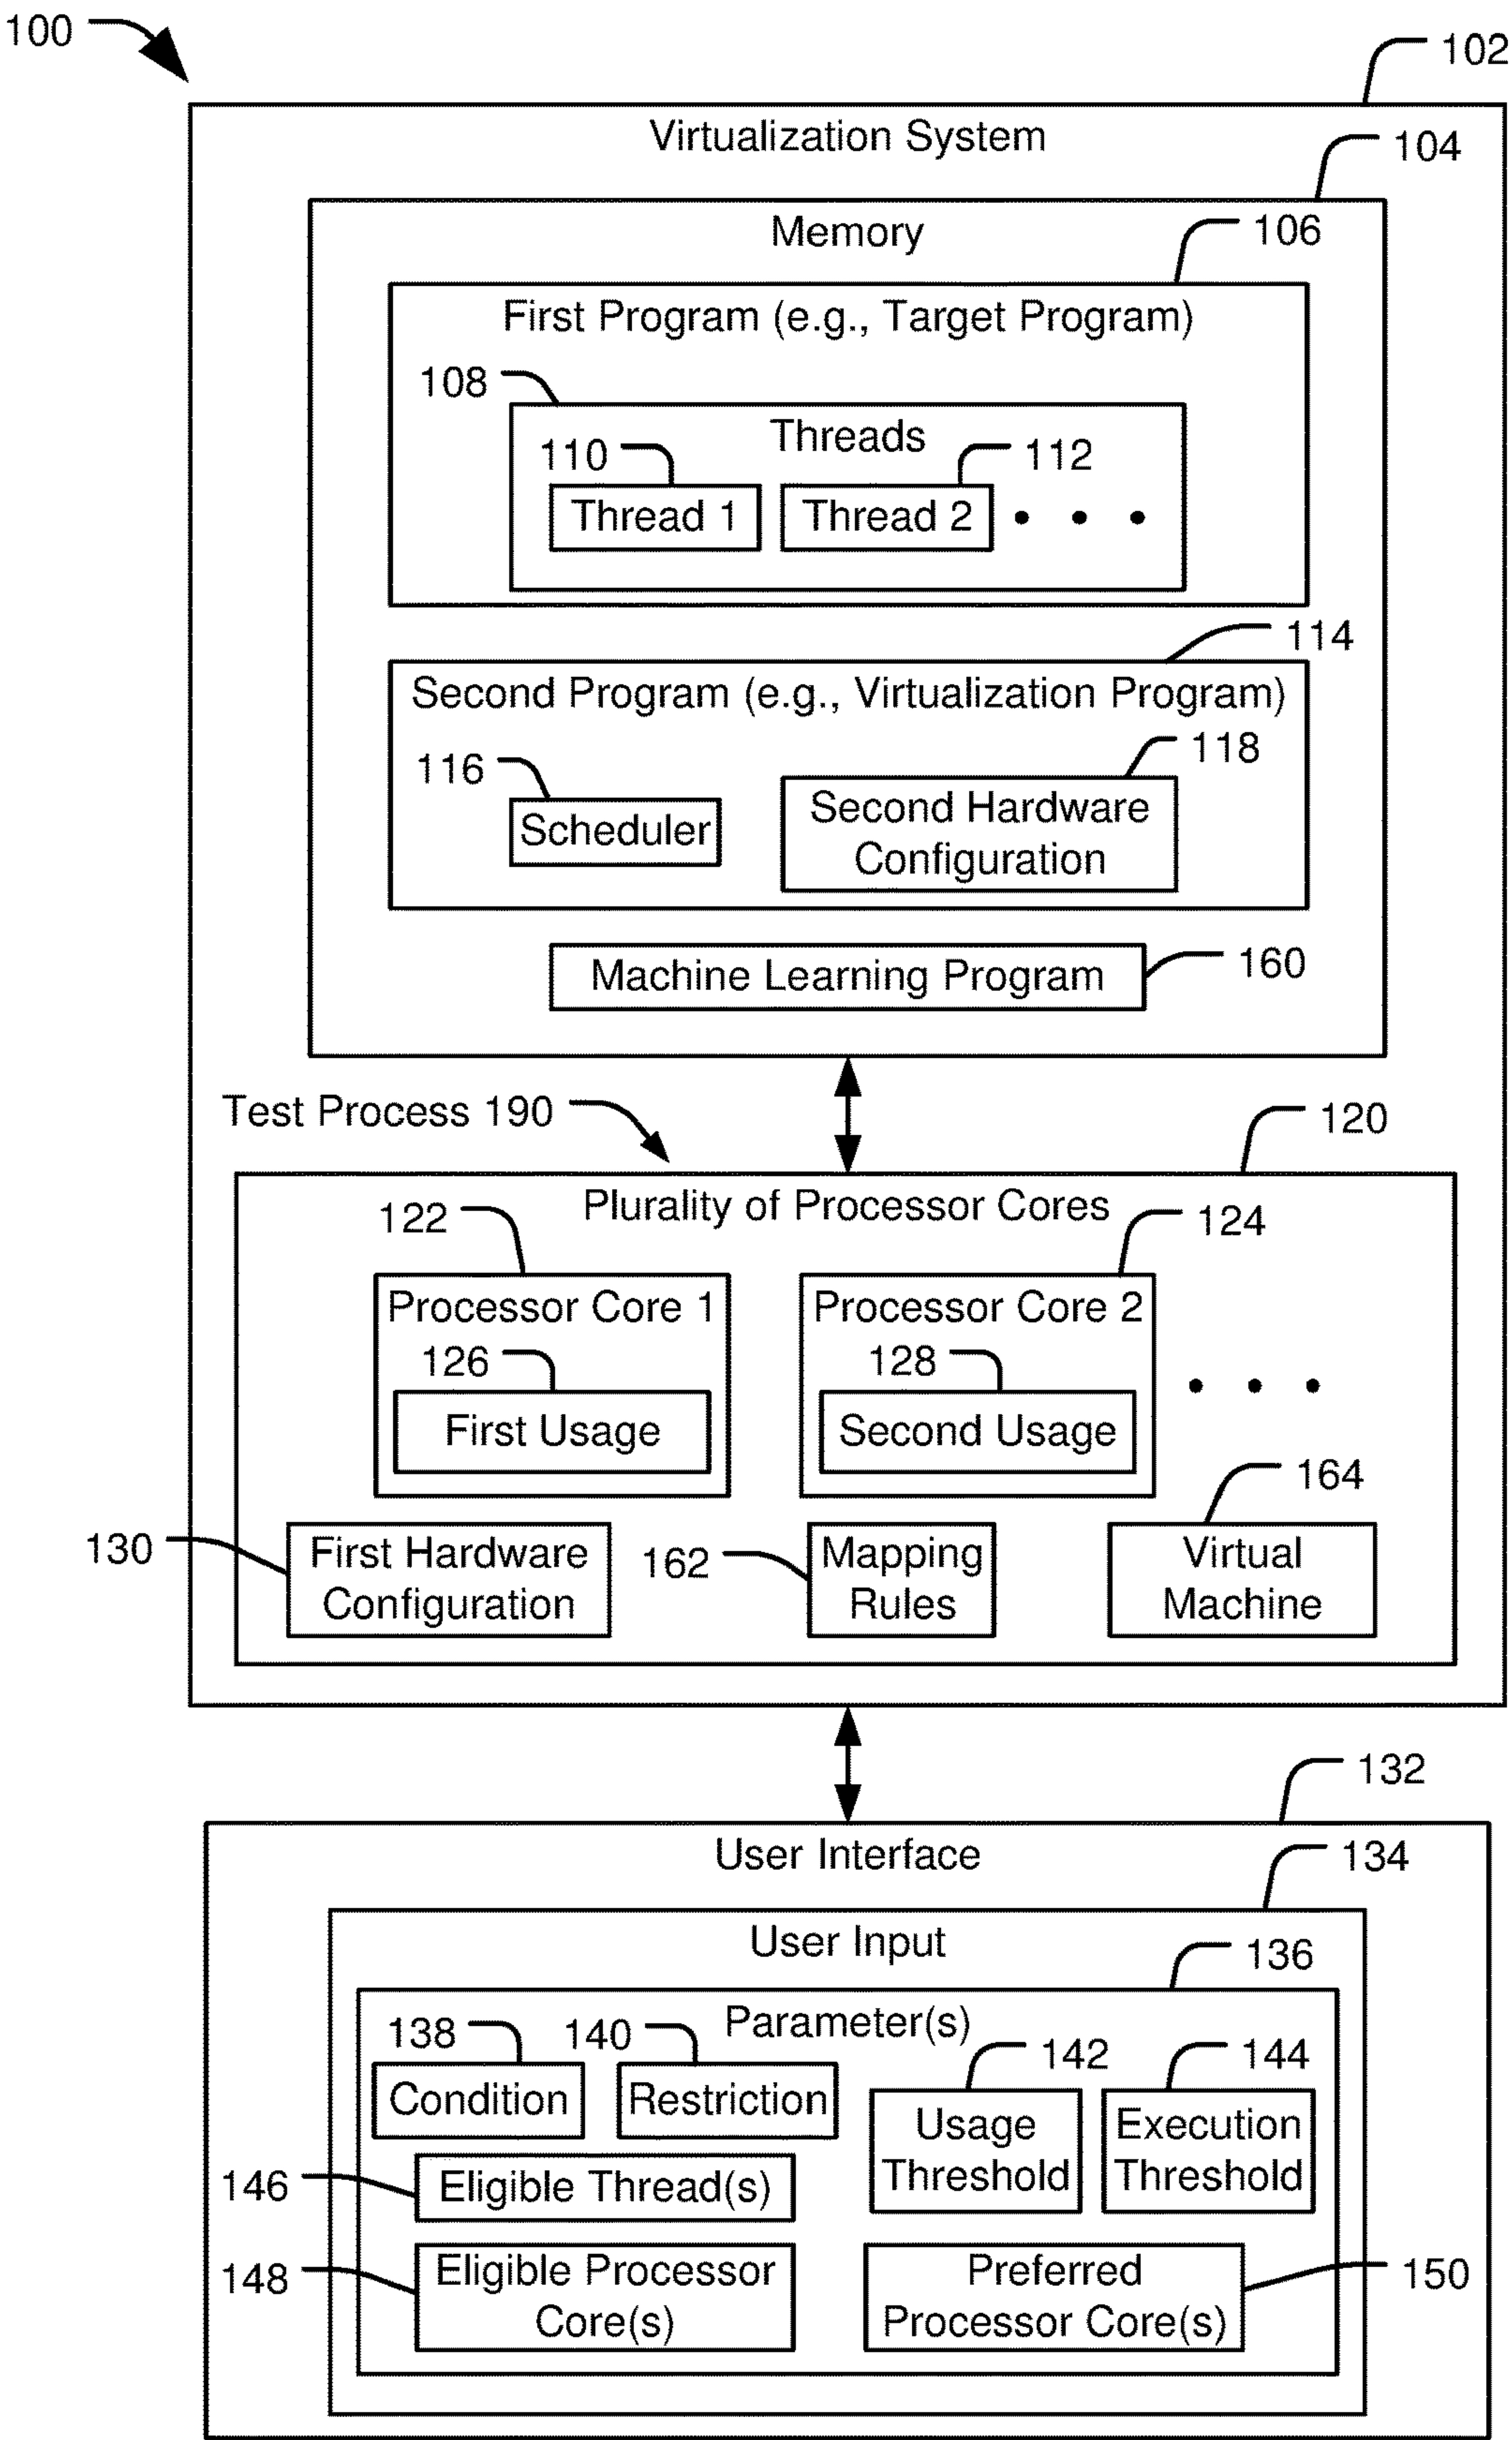 100
102
Virtualization System
104
Memory
106
First Program (e.g., Target Program)
108
Threads
110
112
Thread 1
Thread 2
114
Second Program (e.g., Virtualization Program)
116
118
Scheduler
Second Hardware
Configuration
Machine Learning Program
160
Test Process 190
120
Plurality of Processor Cores
122
124
Processor Core 1
Processor Core 2
126
128
First Usage
Second Usage
164
130
First Hardware
Configuration
162
Mapping
Rules
Virtual
Machine
132
User Interface
134
User Input
136
Parameter(s)
138
140
142
144
Condition
Restriction
Usage
Threshold
Execution
Threshold
146
Eligible Thread(s)
148
Eligible Processor
Core(s)
Preferred
Processor Core(s)
150